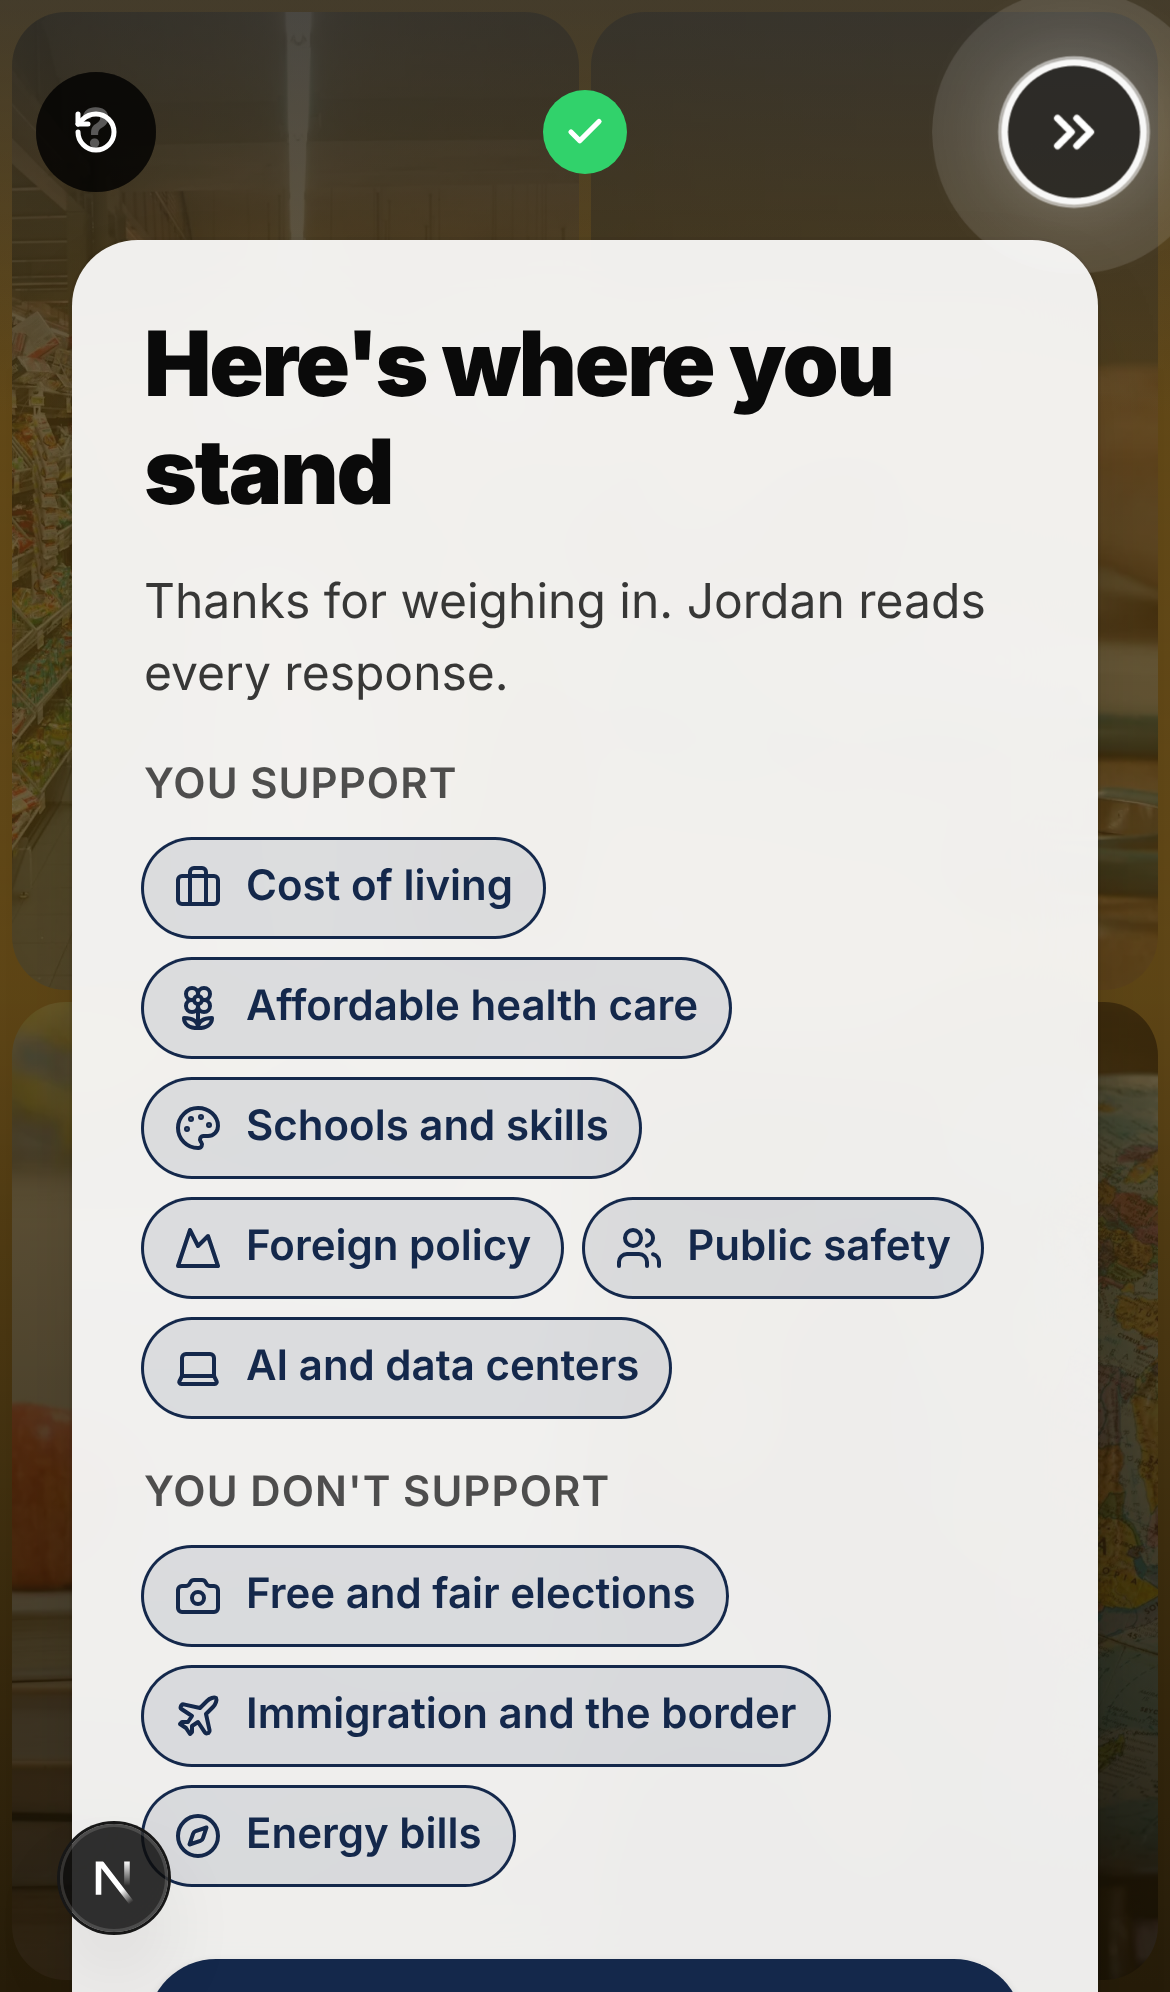 Here's where you
stand
Thanks for weighing in. Jordan reads
every response.
YOU SUPPORT
Cost of living
Affordable health care
Schools and skills
Foreign policy
Public safety
AI and data centers
YOU DON'T SUPPORT
Free and fair elections
Immigration and the border
Energy bills
N